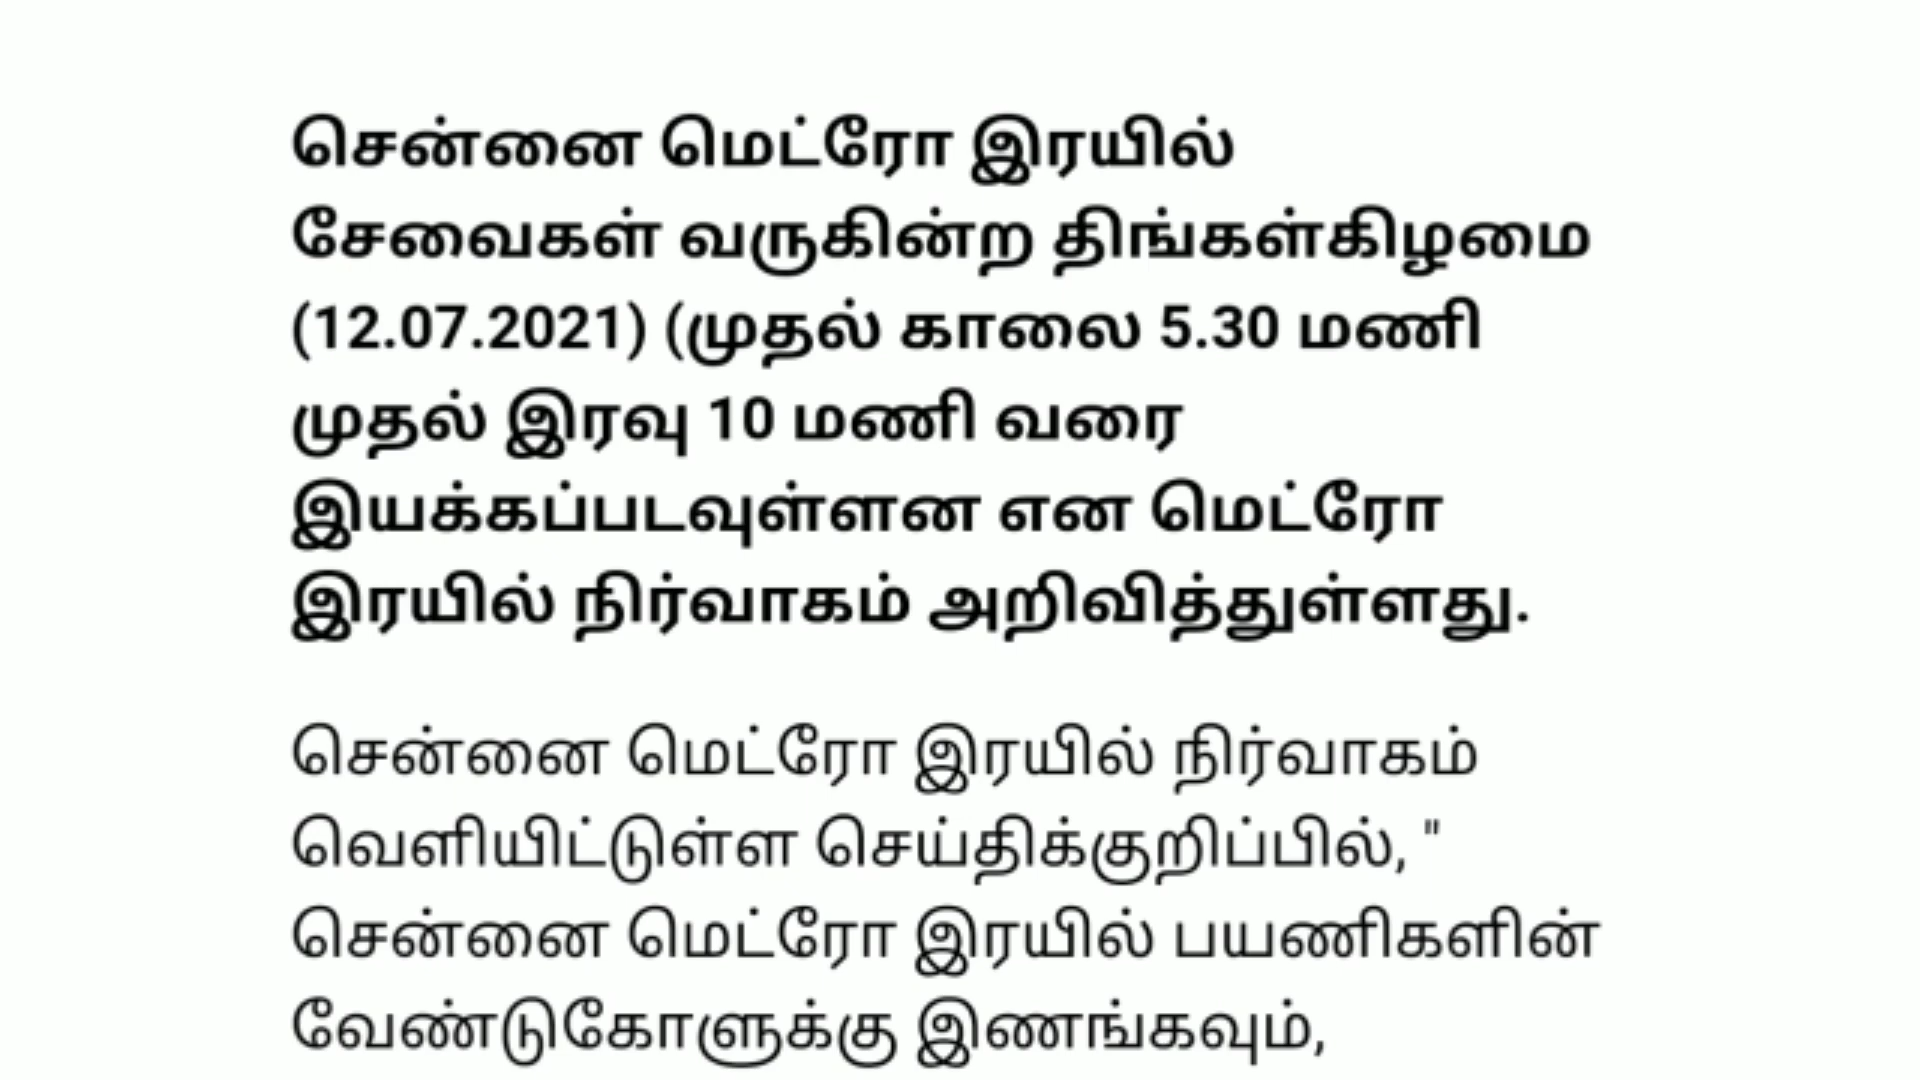 சென்னை மெட்ரோ இரயில்
சேவைகள் வருகின்ற திங்கள்கிழமை
(12.07.2021) (முதல் காலை 5.30 மணி
முதல் இரவு 10 மணி வரை
இயக்கப்படவுள்ளன என மெட்ரோ
இரயில் நிர்வாகம் அறிவித்துள்ளது.
சென்னை மெட்ரோ இரயில் நிர்வாகம்
வெளியிட்டுள்ள செய்திக்குறிப்பில், "
சென்னை மெட்ரோ இரயில் பயணிகளின்
வேண்டுகோளுக்கு இணங்கவும்,